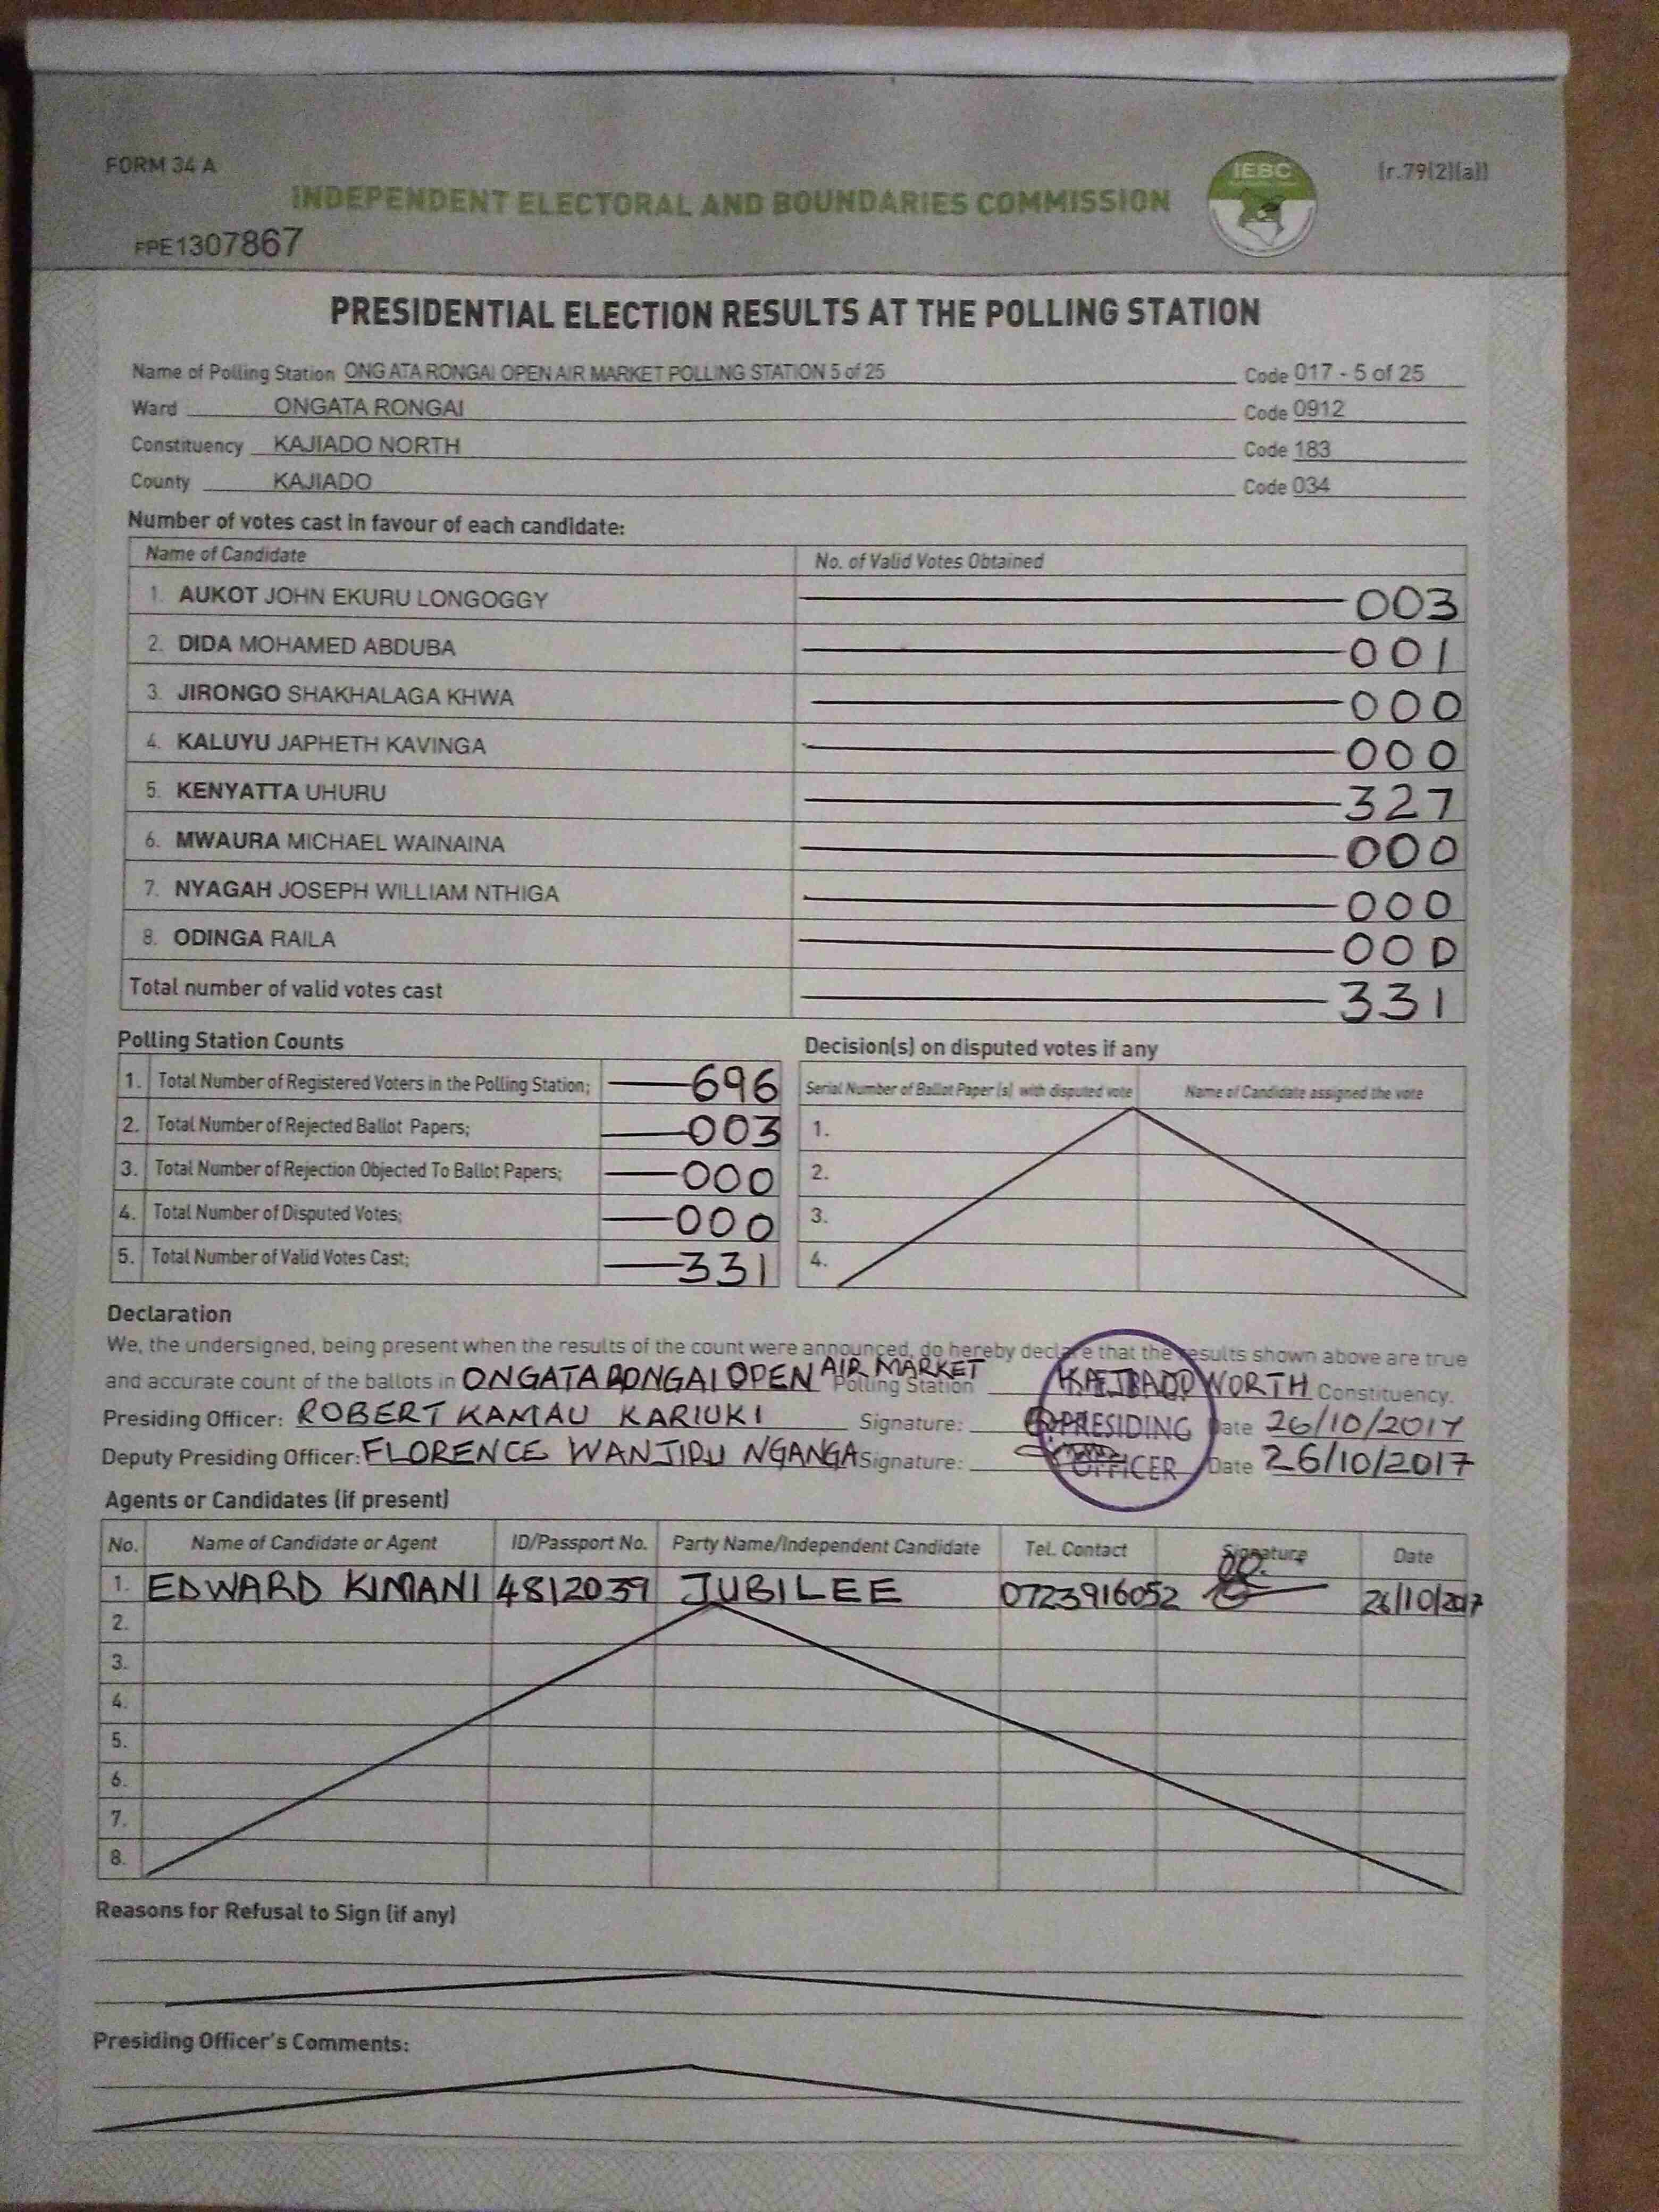 FORM 34 A
IEBC
(r.79(2)(a))
INDEPENDENT ELECTORAL AND BOUNDARIES COMMISSION
FPE1307867
PRESIDENTIAL ELECTION RESULTS AT THE POLLING STATION
Name of Polling Station ONGATA RONGAI OPEN AIR MARKET POLLING STATION 5 of 25 Code 017 - 5 of 25
Ward ONGATA RONGAI Code 0912
Constituency KAJIADO NORTH Code 183
County KAJIADO Code 034
Number of votes cast in favour of each candidate:
Name of Candidate No. of Valid Votes Obtained
1. AUKOT JOHN EKURU LONGOGGY 003
2. DIDA MOHAMED ABDUBA 001
3. JIRONGO SHAKHALAGA KHWA 000
4. KALUYU JAPHETH KAVINGA 000
5. KENYATTA UHURU 327
6. MWAURA MICHAEL WAINAINA 000
7. NYAGAH JOSEPH WILLIAM NTHIGA 000
8. ODINGA RAILA 000
Total number of valid votes cast 331
Polling Station Counts
1. Total Number of Registered Voters in the Polling Station; 696
2. Total Number of Rejected Ballot Papers; 003
3. Total Number of Rejection Objected To Ballot Papers; 000
4. Total Number of Disputed Votes; 000
5. Total Number of Valid Votes Cast; 331
Decision(s) on disputed votes if any
Serial Number of Ballot Paper (s) with disputed vote Name of Candidate assigned the vote
1.
2.
3.
4.
Declaration
We, the undersigned, being present when the results of the count were announced, do hereby declare that the results shown above are true
and accurate count of the ballots in ONGATA RONGAI OPEN AIR MARKET Polling Station KAJIADO NORTH Constituency.
Presiding Officer: ROBERT KAMAU KARIUKI Signature: Date 26/10/2017
Deputy Presiding Officer: FLORENCE WANJIRU NGANGA Signature: Date 26/10/2017
PRESIDING
OFFICER
Agents or Candidates (if present)
No. Name of Candidate or Agent ID/Passport No. Party Name/Independent Candidate Tel. Contact Signature Date
1. EDWARD KIMANI 4812039 JUBILEE 0723916052 26/10/2017
2.
3.
4.
5.
6.
7.
8.
Reasons for Refusal to Sign (if any)
Presiding Officer's Comments: